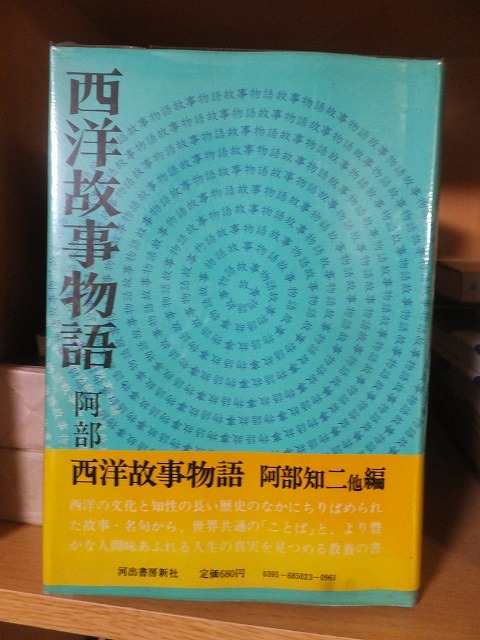 西洋故事物語
阿部
西洋故事物語 阿部知二他編
西洋の文化と知性の長い歴史のなかにちりばめられ
た故事・名句から、世界共通の「ことば」と、より豊
かな人間味あふれる人生の真実を見つめる教養の書
河出書房新社 定価680円 0395-685023-0961